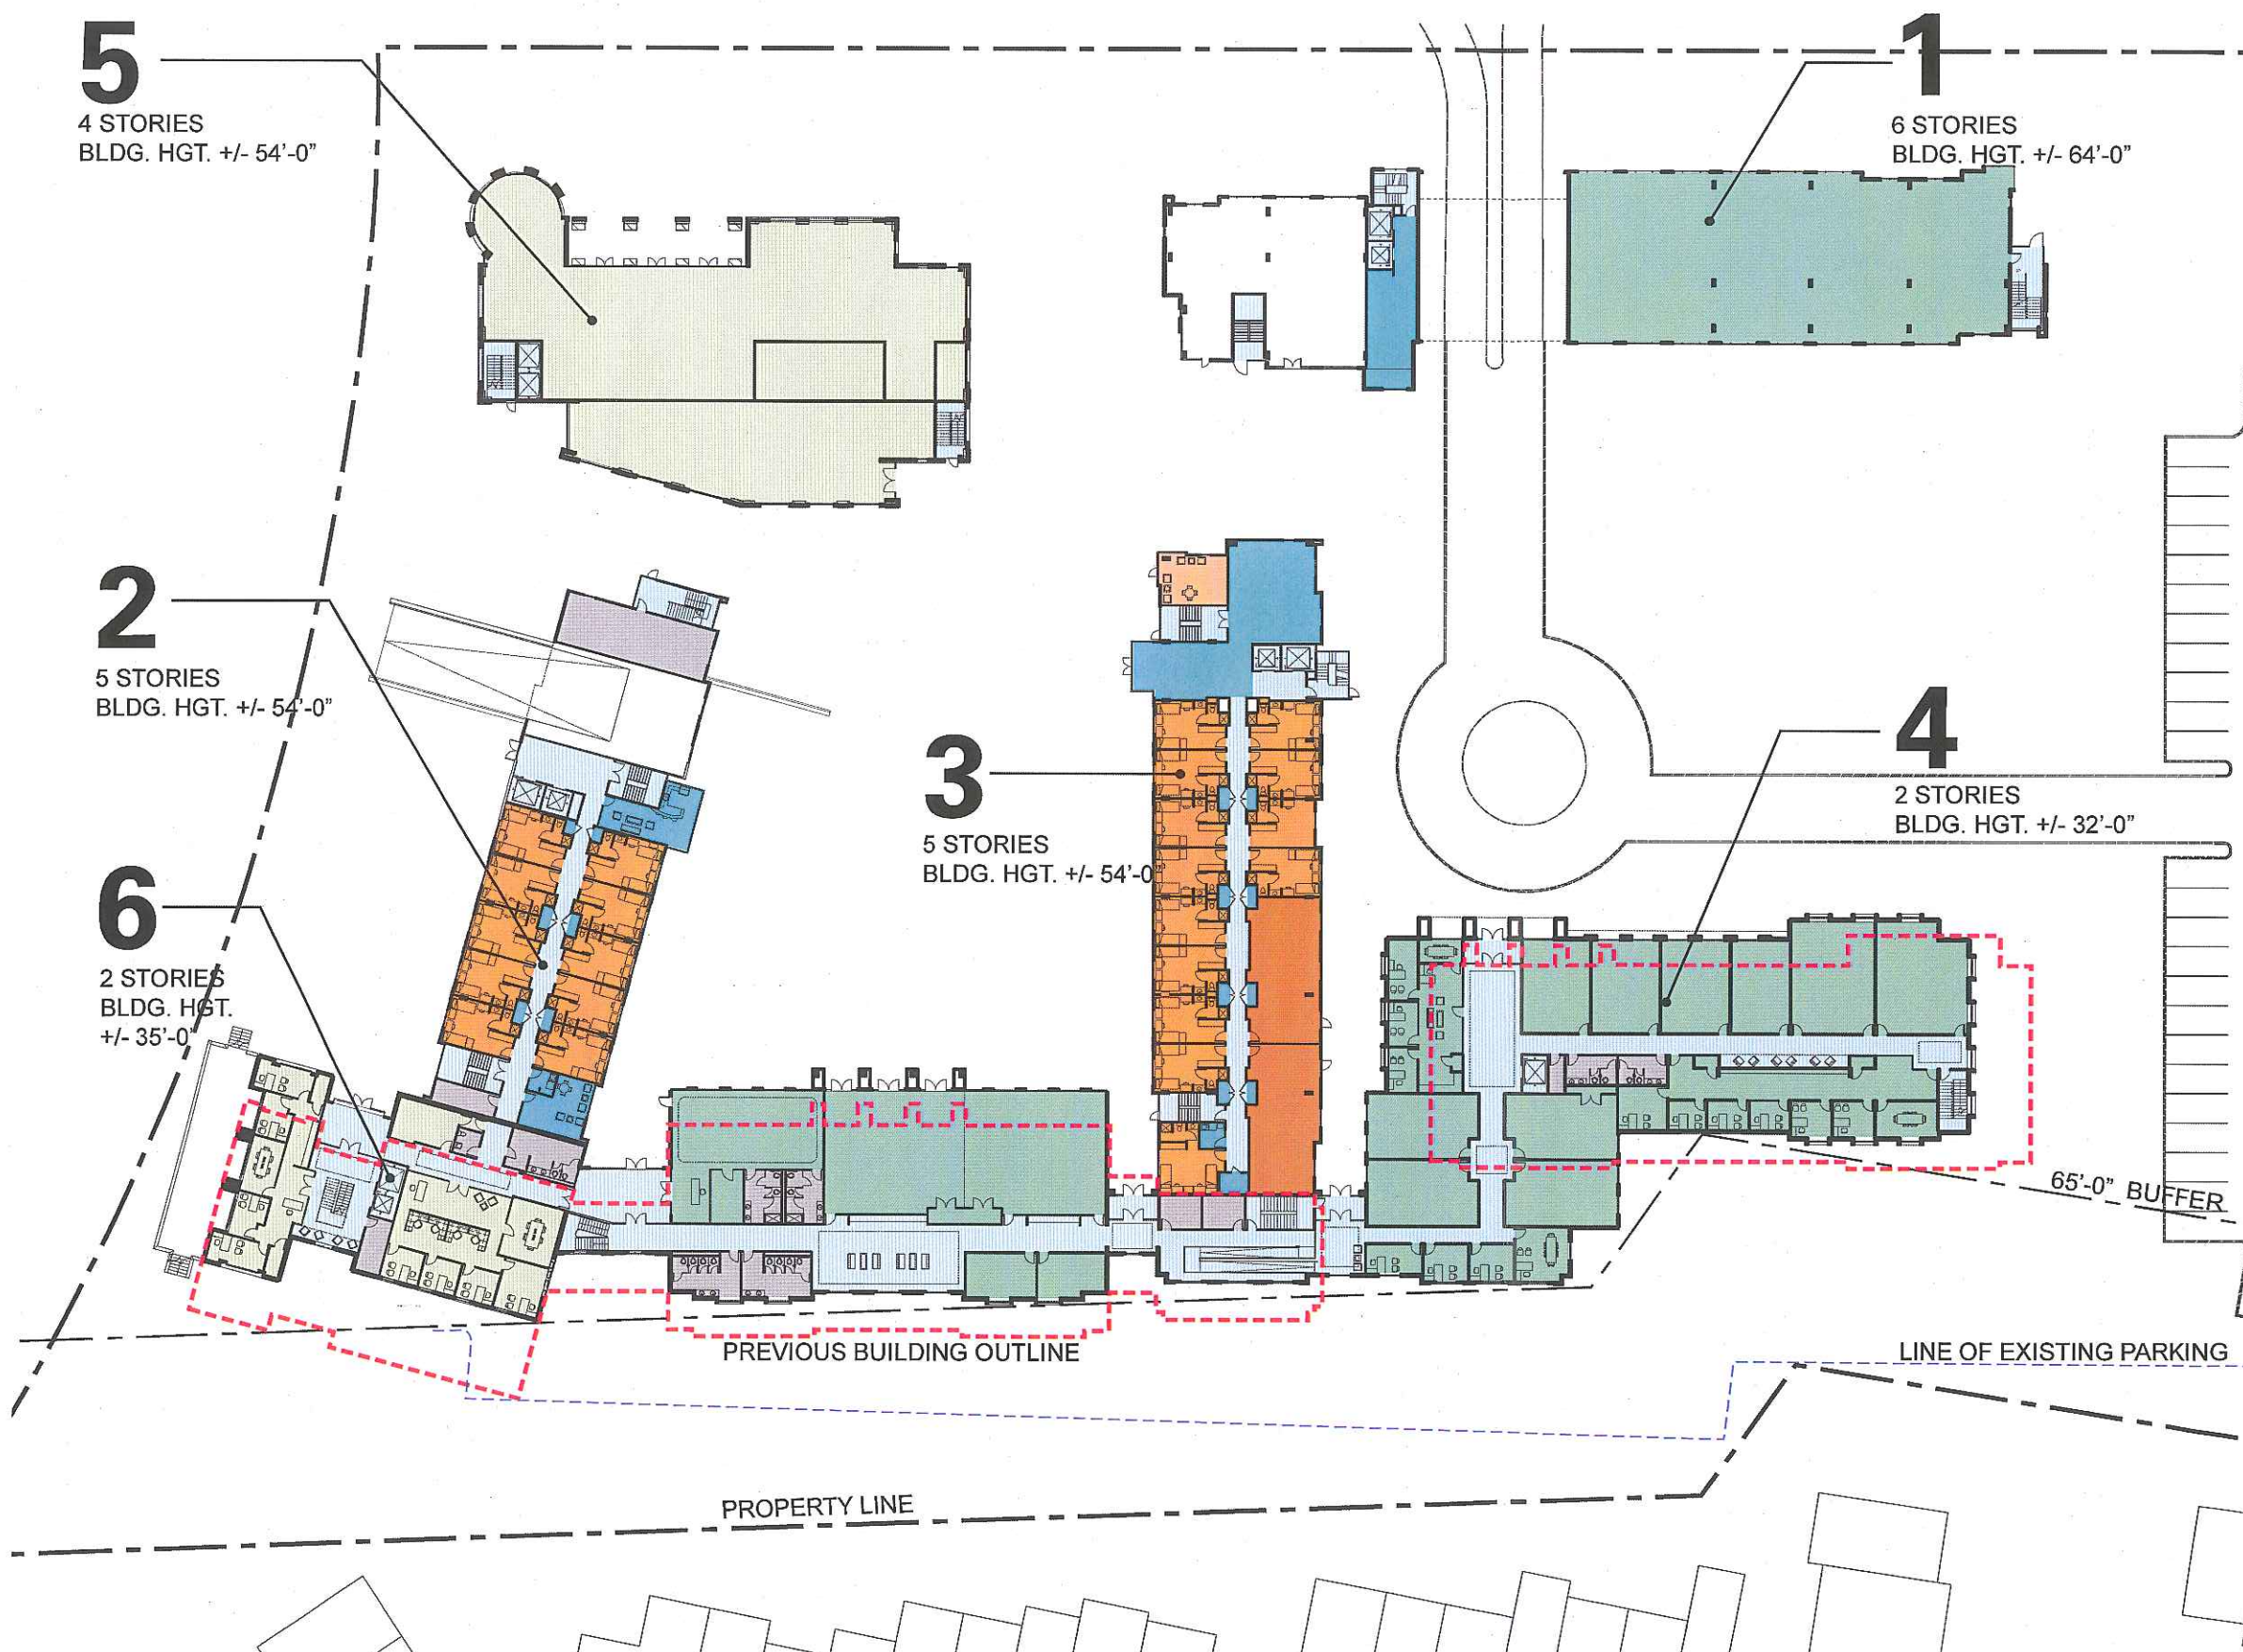 5
4 STORIES
BLDG. HGT. +/- 54'-0"
1
6 STORIES
BLDG. HGT. +/- 64'-0"
2
5 STORIES
BLDG. HGT. +/- 54'-0"
3
5 STORIES
BLDG. HGT. +/- 54'-0
4
2 STORIES
BLDG. HGT. +/- 32'-0"
6
2 STORIES
BLDG. HGT.
+/- 35'-0"
65'-0" BUFFER
PREVIOUS BUILDING OUTLINE
LINE OF EXISTING PARKING
PROPERTY LINE